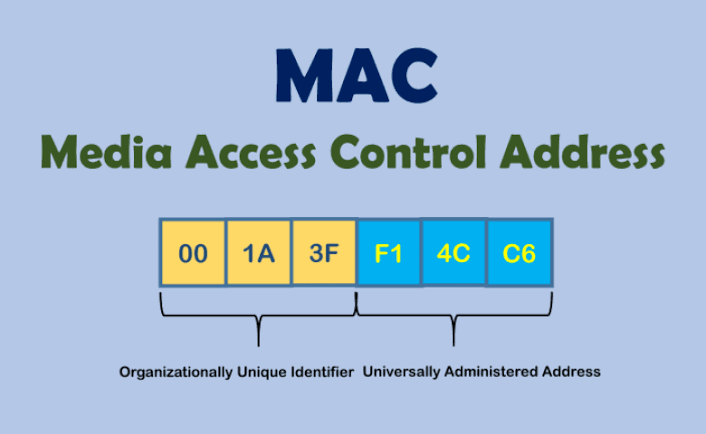 MAC
Media Access Control Address
00 1A 3F F1 4C C6
Organizationally Unique Identifier Universally Administered Address